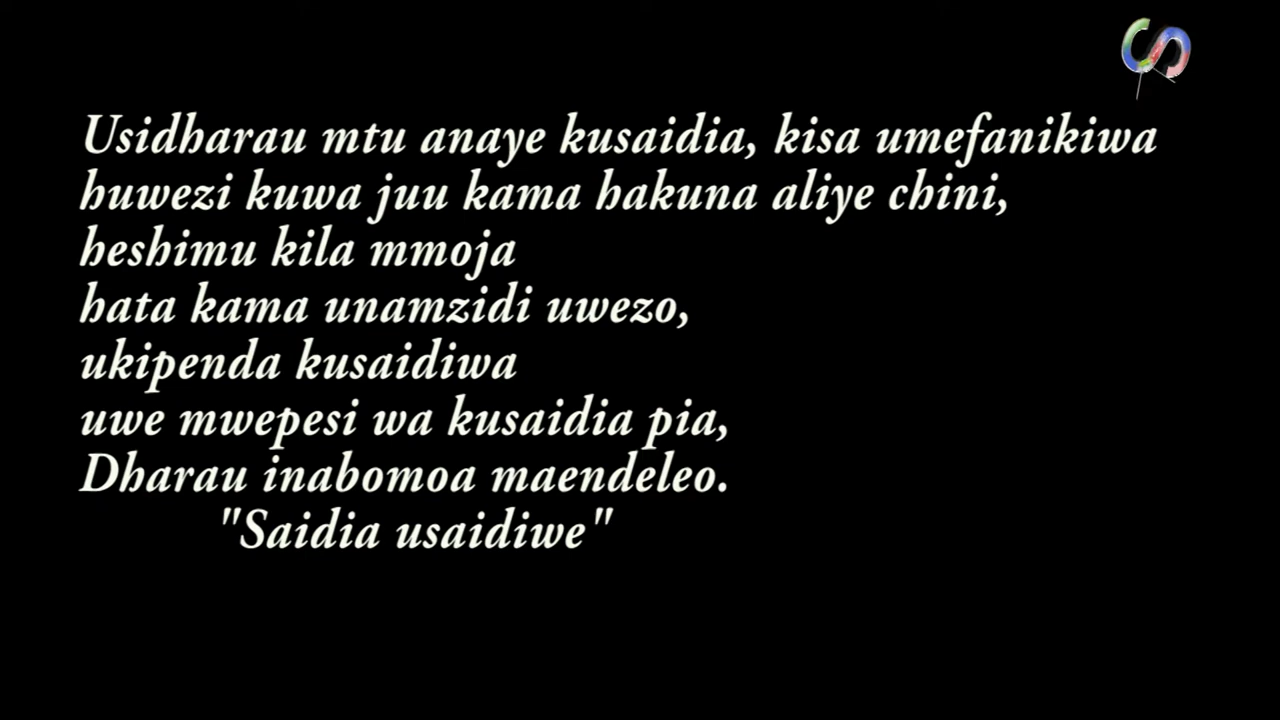 Usidharau mtu anaye kusaidia, kisa umefanikiwa
huwezi kuwa juu kama hakuna aliye chini,
heshimu kila mmoja
hata kama unamzidi uwezo,
ukipenda kusaidiwa
uwe mwepesi wa kusaidia pia,
Dharau inabomoa maendeleo.
"Saidia usaidiwe"